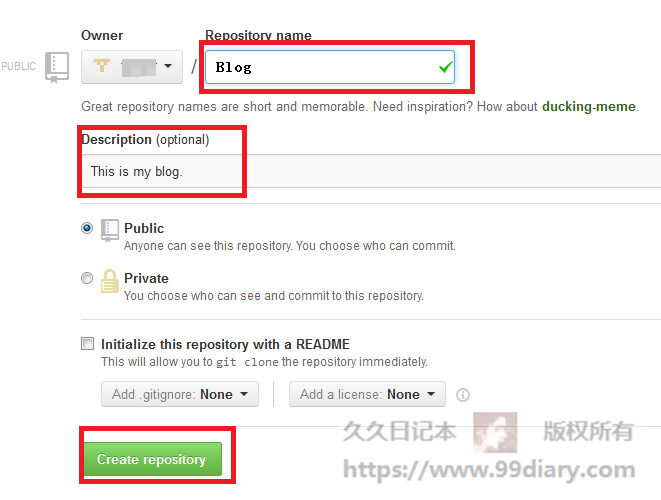 Owner Repository name
PUBLIC / Blog
Great repository names are short and memorable. Need inspiration? How about ducking-meme.
Description (optional)
This is my blog.
Public
Anyone can see this repository. You choose who can commit.
Private
You choose who can see and commit to this repository.
Initialize this repository with a README
This will allow you to git clone the repository immediately.
Add .gitignore: None Add a license: None
久久日记本 版权所有
Create repository
https://www.99diary.com